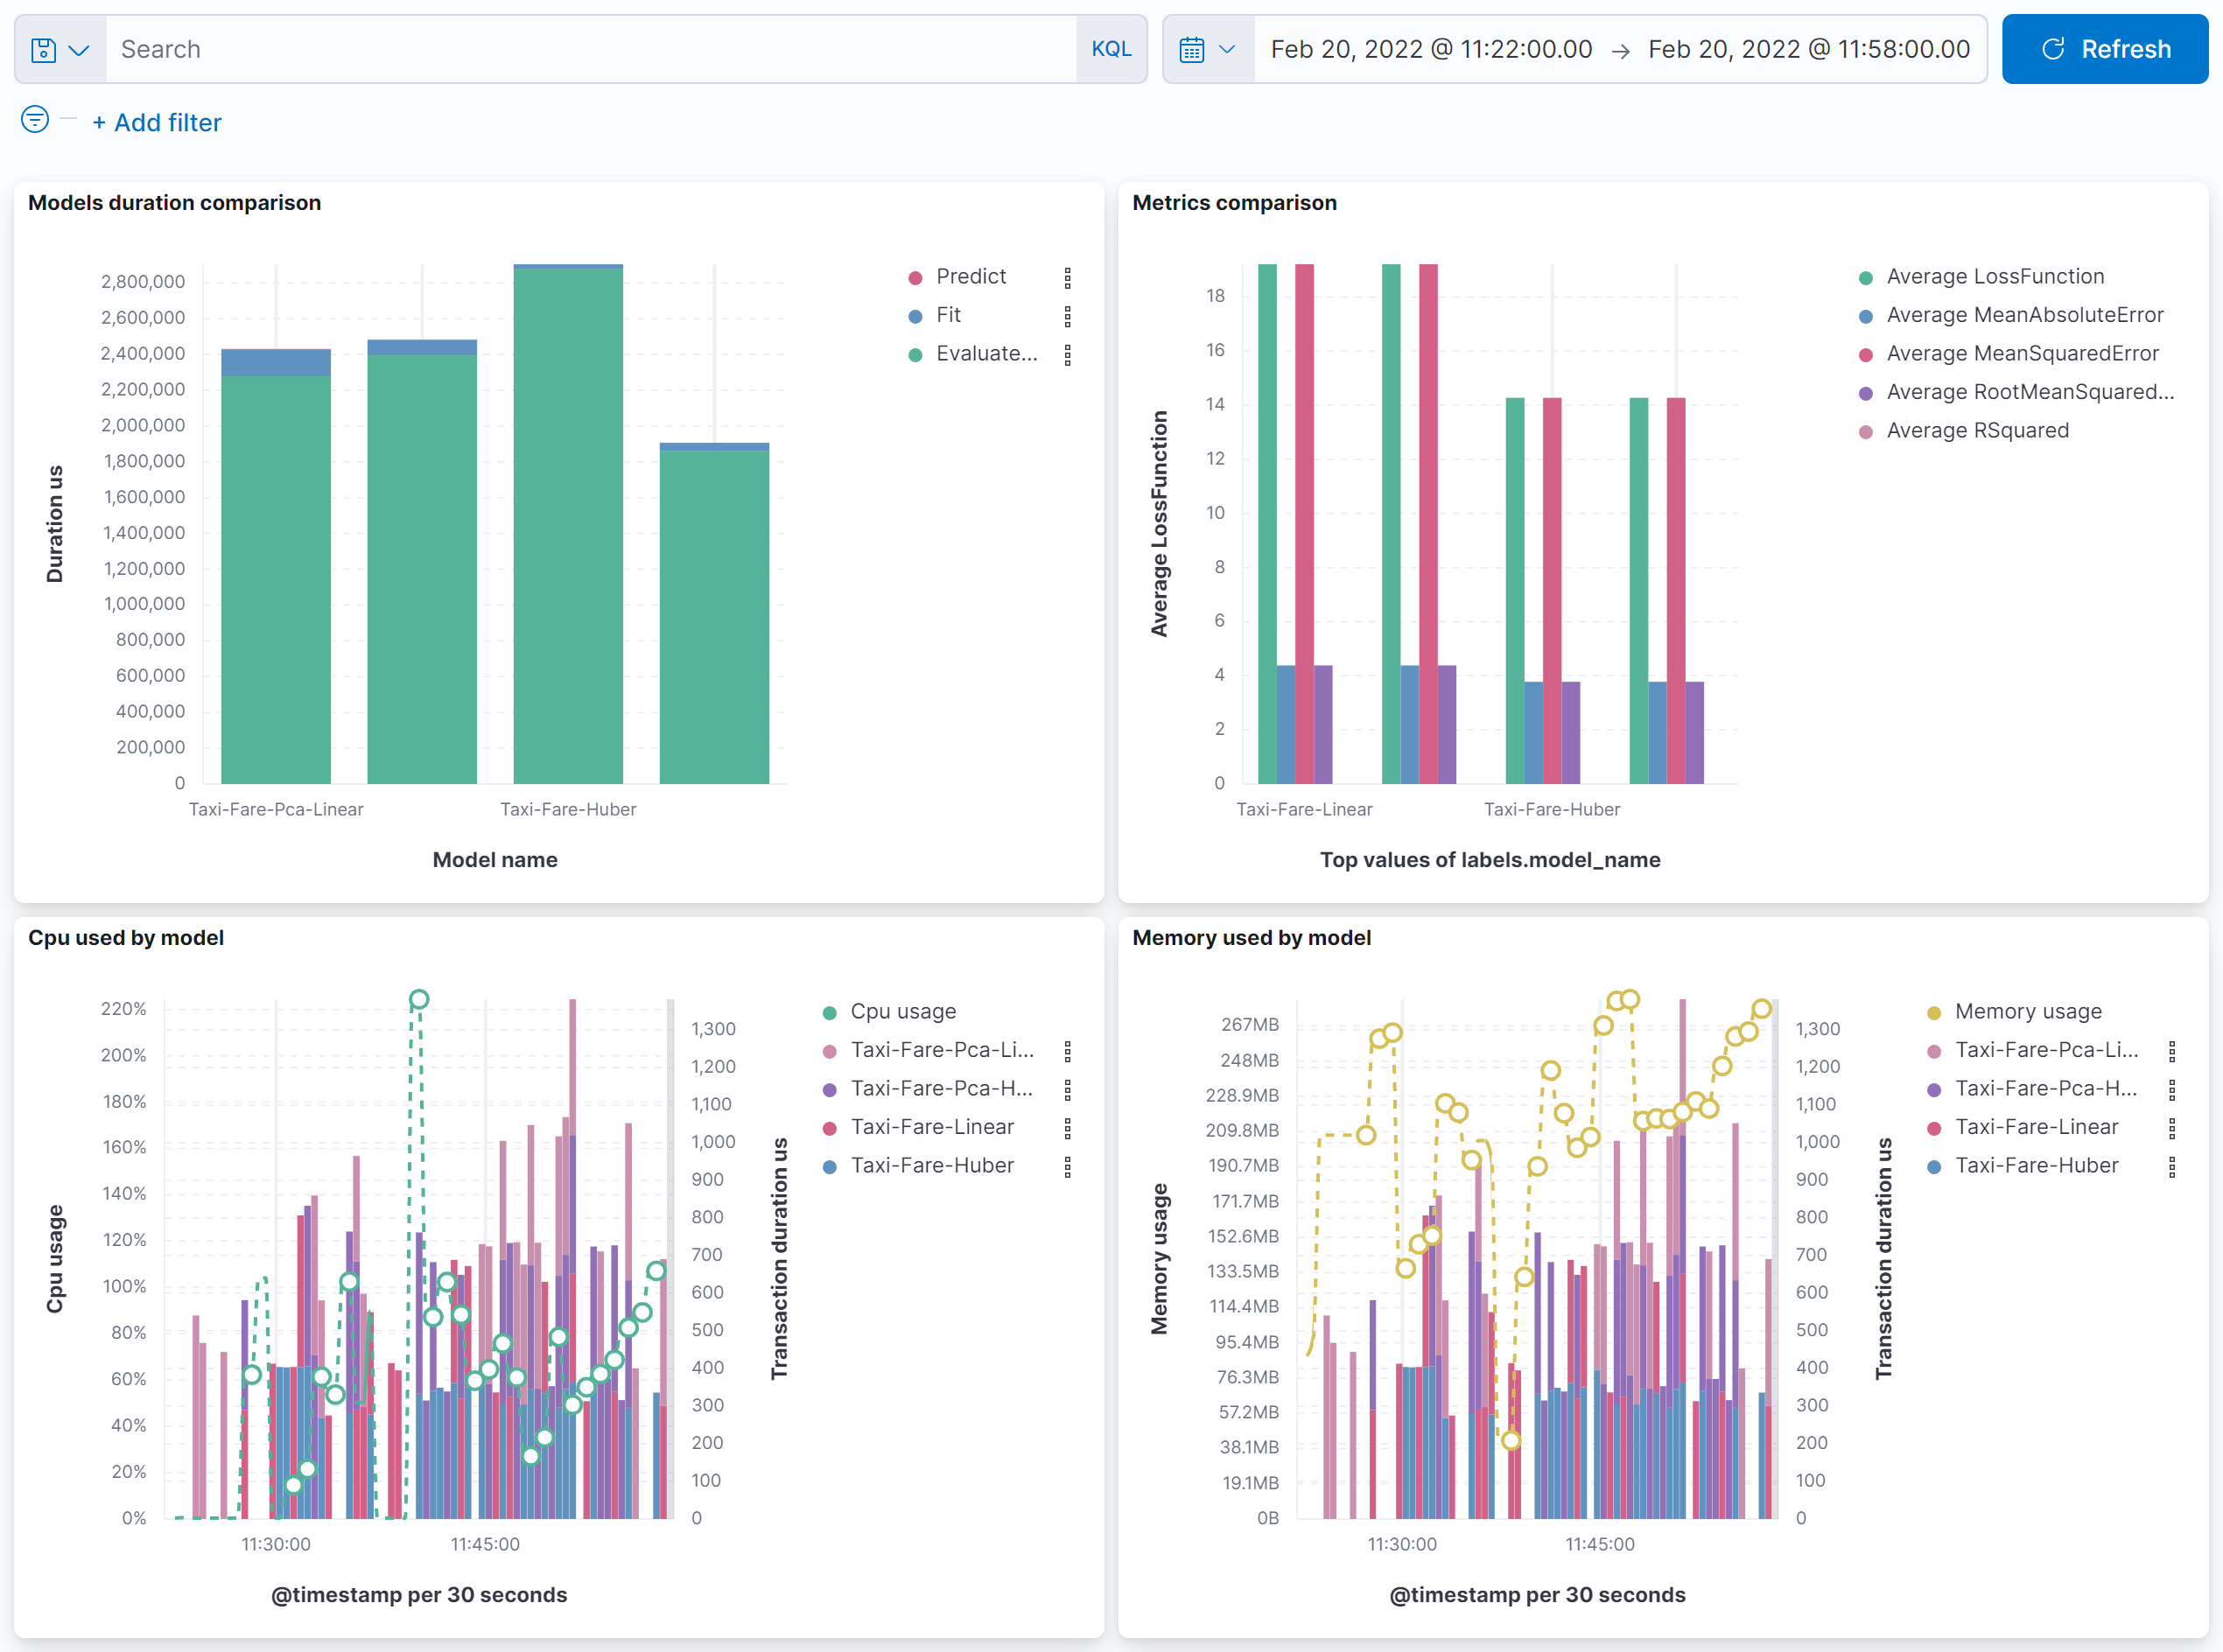 Search
KQL
Feb 20, 2022 @ 11:22:00.00 → Feb 20, 2022 @ 11:58:00.00
Refresh
+ Add filter
Models duration comparison
Duration us
2,800,000
2,600,000
2,400,000
2,200,000
2,000,000
1,800,000
1,600,000
1,400,000
1,200,000
1,000,000
800,000
600,000
400,000
200,000
0
Taxi-Fare-Pca-Linear
Taxi-Fare-Huber
Model name
Predict
Fit
Evaluate...
Metrics comparison
Average LossFunction
18
16
14
12
10
8
6
4
2
0
Taxi-Fare-Linear
Taxi-Fare-Huber
Top values of labels.model_name
Average LossFunction
Average MeanAbsoluteError
Average MeanSquaredError
Average RootMeanSquared...
Average RSquared
Cpu used by model
Cpu usage
220%
200%
180%
160%
140%
120%
100%
80%
60%
40%
20%
0%
11:30:00
11:45:00
@timestamp per 30 seconds
1,300
1,200
1,100
1,000
900
800
700
600
500
400
300
200
100
0
Transaction duration us
Cpu usage
Taxi-Fare-Pca-Li...
Taxi-Fare-Pca-H...
Taxi-Fare-Linear
Taxi-Fare-Huber
Memory used by model
Memory usage
267MB
248MB
228.9MB
209.8MB
190.7MB
171.7MB
152.6MB
133.5MB
114.4MB
95.4MB
76.3MB
57.2MB
38.1MB
19.1MB
0B
11:30:00
11:45:00
@timestamp per 30 seconds
1,300
1,200
1,100
1,000
900
800
700
600
500
400
300
200
100
0
Transaction duration us
Memory usage
Taxi-Fare-Pca-Li...
Taxi-Fare-Pca-H...
Taxi-Fare-Linear
Taxi-Fare-Huber